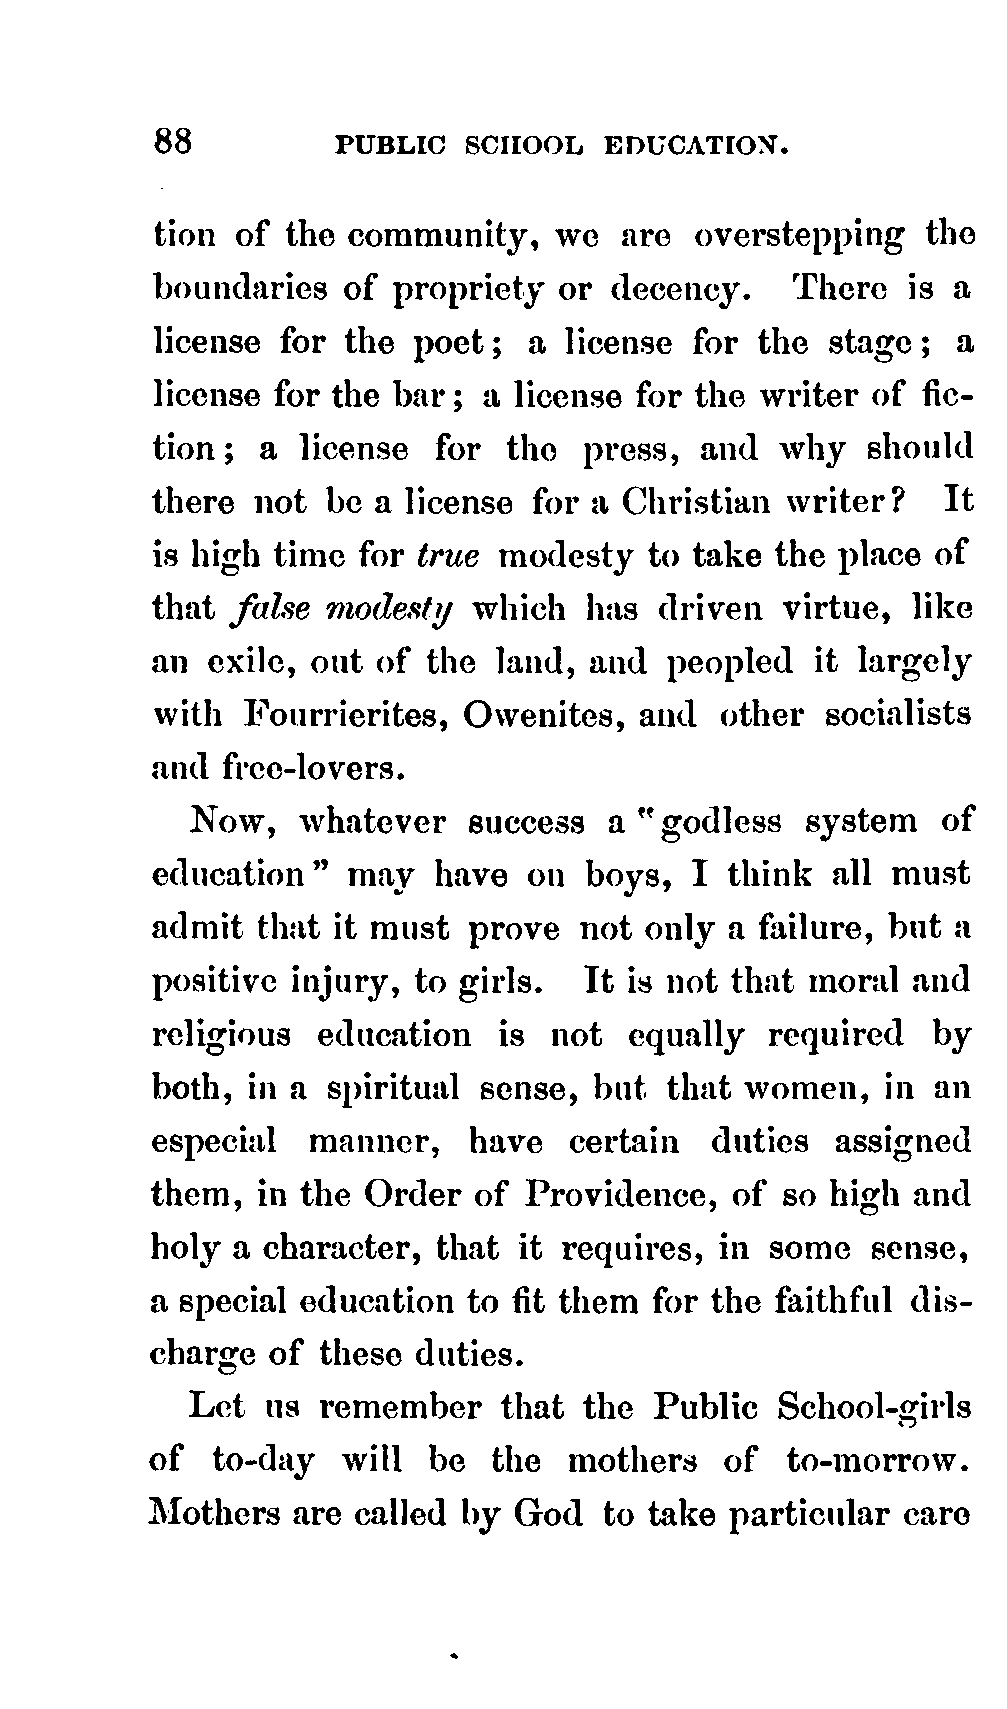 88 PUBLIC SCHOOL EDUCATION.
tion of the community, we are overstepping the
boundaries of propriety or decency. There is a
license for the poet; a license for the stage; a
license for the bar; a license for the writer of fic-
tion; a license for the press, and why should
there not be a license for a Christian writer? It
is high time for true modesty to take the place of
that false modesty which has driven virtue, like
an exile, out of the land, and peopled it largely
with Fourrierites, Owenites, and other socialists
and free-lovers.
Now, whatever success a "godless system of
education" may have on boys, I think all must
admit that it must prove not only a failure, but a
positive injury, to girls. It is not that moral and
religious education is not equally required by
both, in a spiritual sense, but that women, in an
especial manner, have certain duties assigned
them, in the Order of Providence, of so high and
holy a character, that it requires, in some sense,
a special education to fit them for the faithful dis-
charge of these duties.
Let us remember that the Public School-girls
of to-day will be the mothers of to-morrow.
Mothers are called by God to take particular care